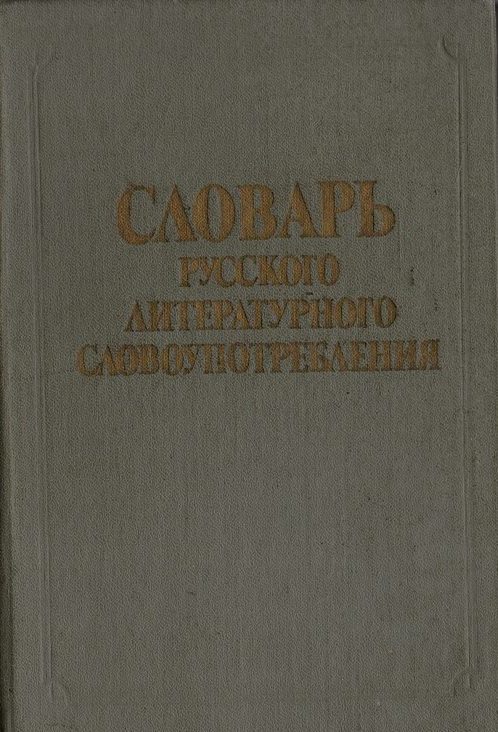 СЛОВАРЬ
РУССКОГО
ЛИТЕРАТУРНОГО
СЛОВОУПОТРЕБЛЕНИЯ